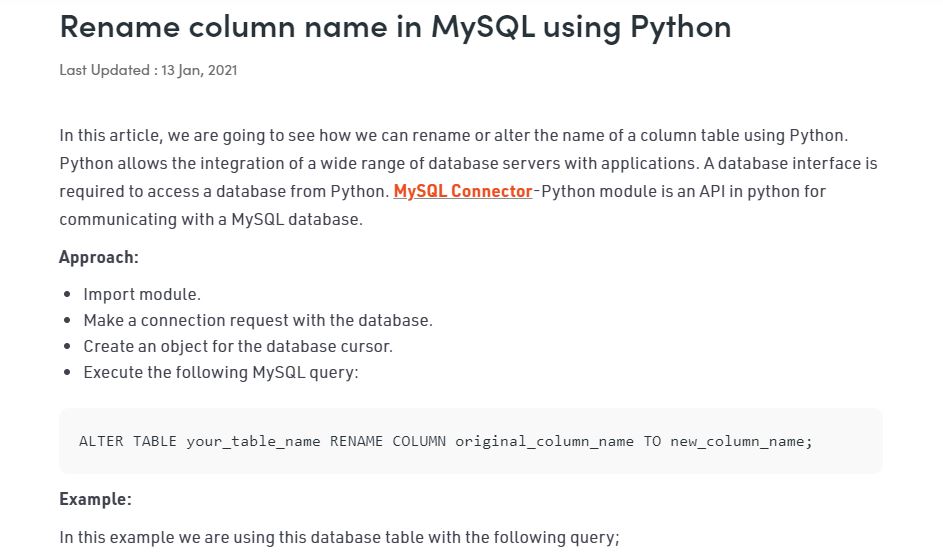 Rename column name in MySQL using Python
Last Updated : 13 Jan, 2021
In this article, we are going to see how we can rename or alter the name of a column table using Python.
Python allows the integration of a wide range of database servers with applications. A database interface is
required to access a database from Python. MySQL Connector-Python module is an API in python for
communicating with a MySQL database.
Approach:
• Import module.
• Make a connection request with the database.
• Create an object for the database cursor.
• Execute the following MySQL query:
ALTER TABLE your_table_name RENAME COLUMN original_column_name TO new_column_name;
Example:
In this example we are using this database table with the following query;